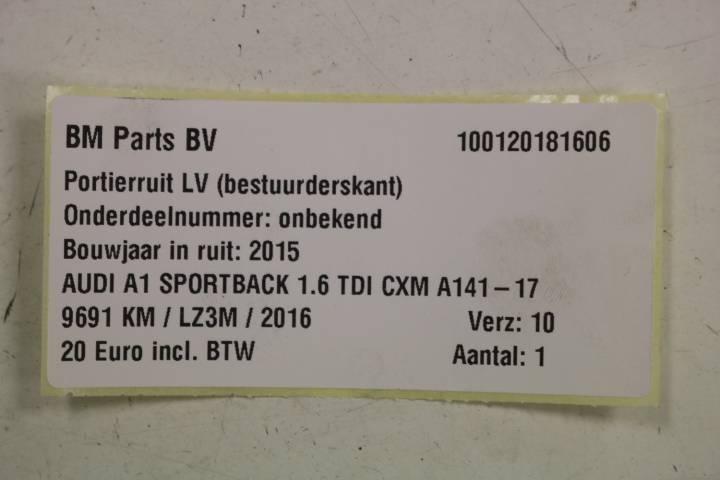 BM Parts BV 100120181606
Portierruit LV (bestuurderskant)
Onderdeelnummer: onbekend
Bouwjaar in ruit: 2015
AUDI A1 SPORTBACK 1.6 TDI CXM A141-17
9691 KM / LZ3M / 2016 Verz: 10
20 Euro incl. BTW Aantal: 1